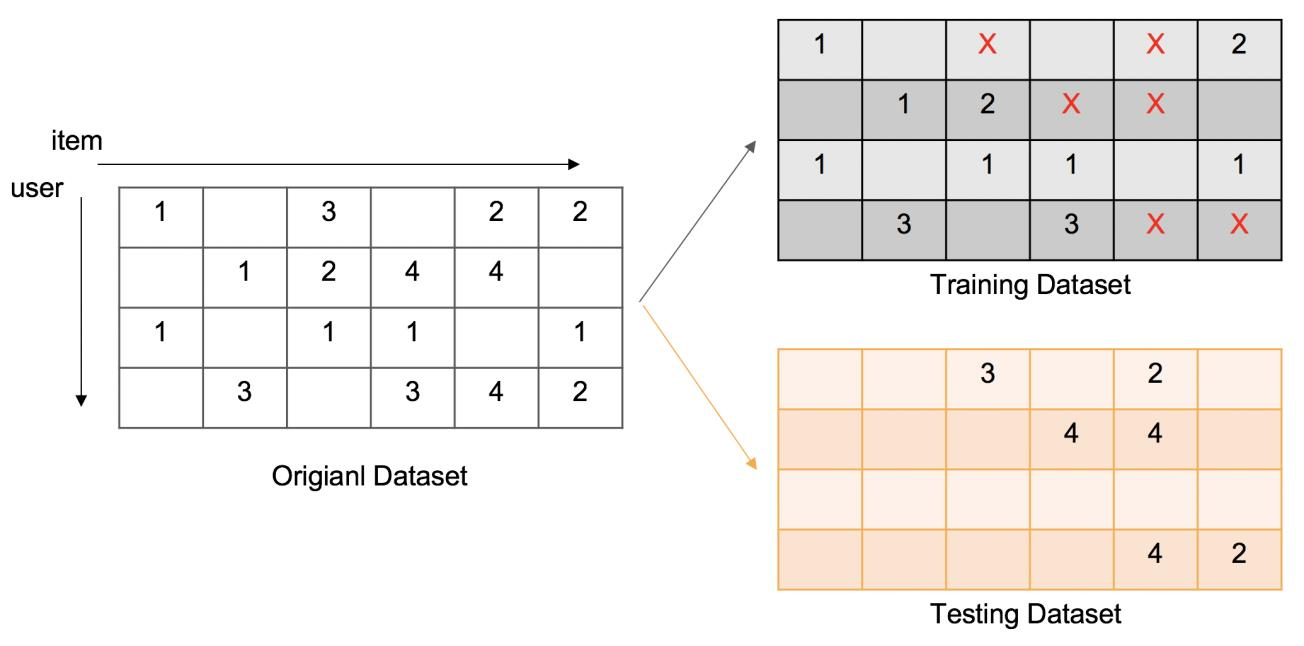 item
user
1 3 2 2
1 2 4 4
1 1 1 1
3 3 4 2
Origianl Dataset
1 X X 2
1 2 X X
1 1 1 1
3 3 X X
Training Dataset
3 2
4 4
4 2
Testing Dataset